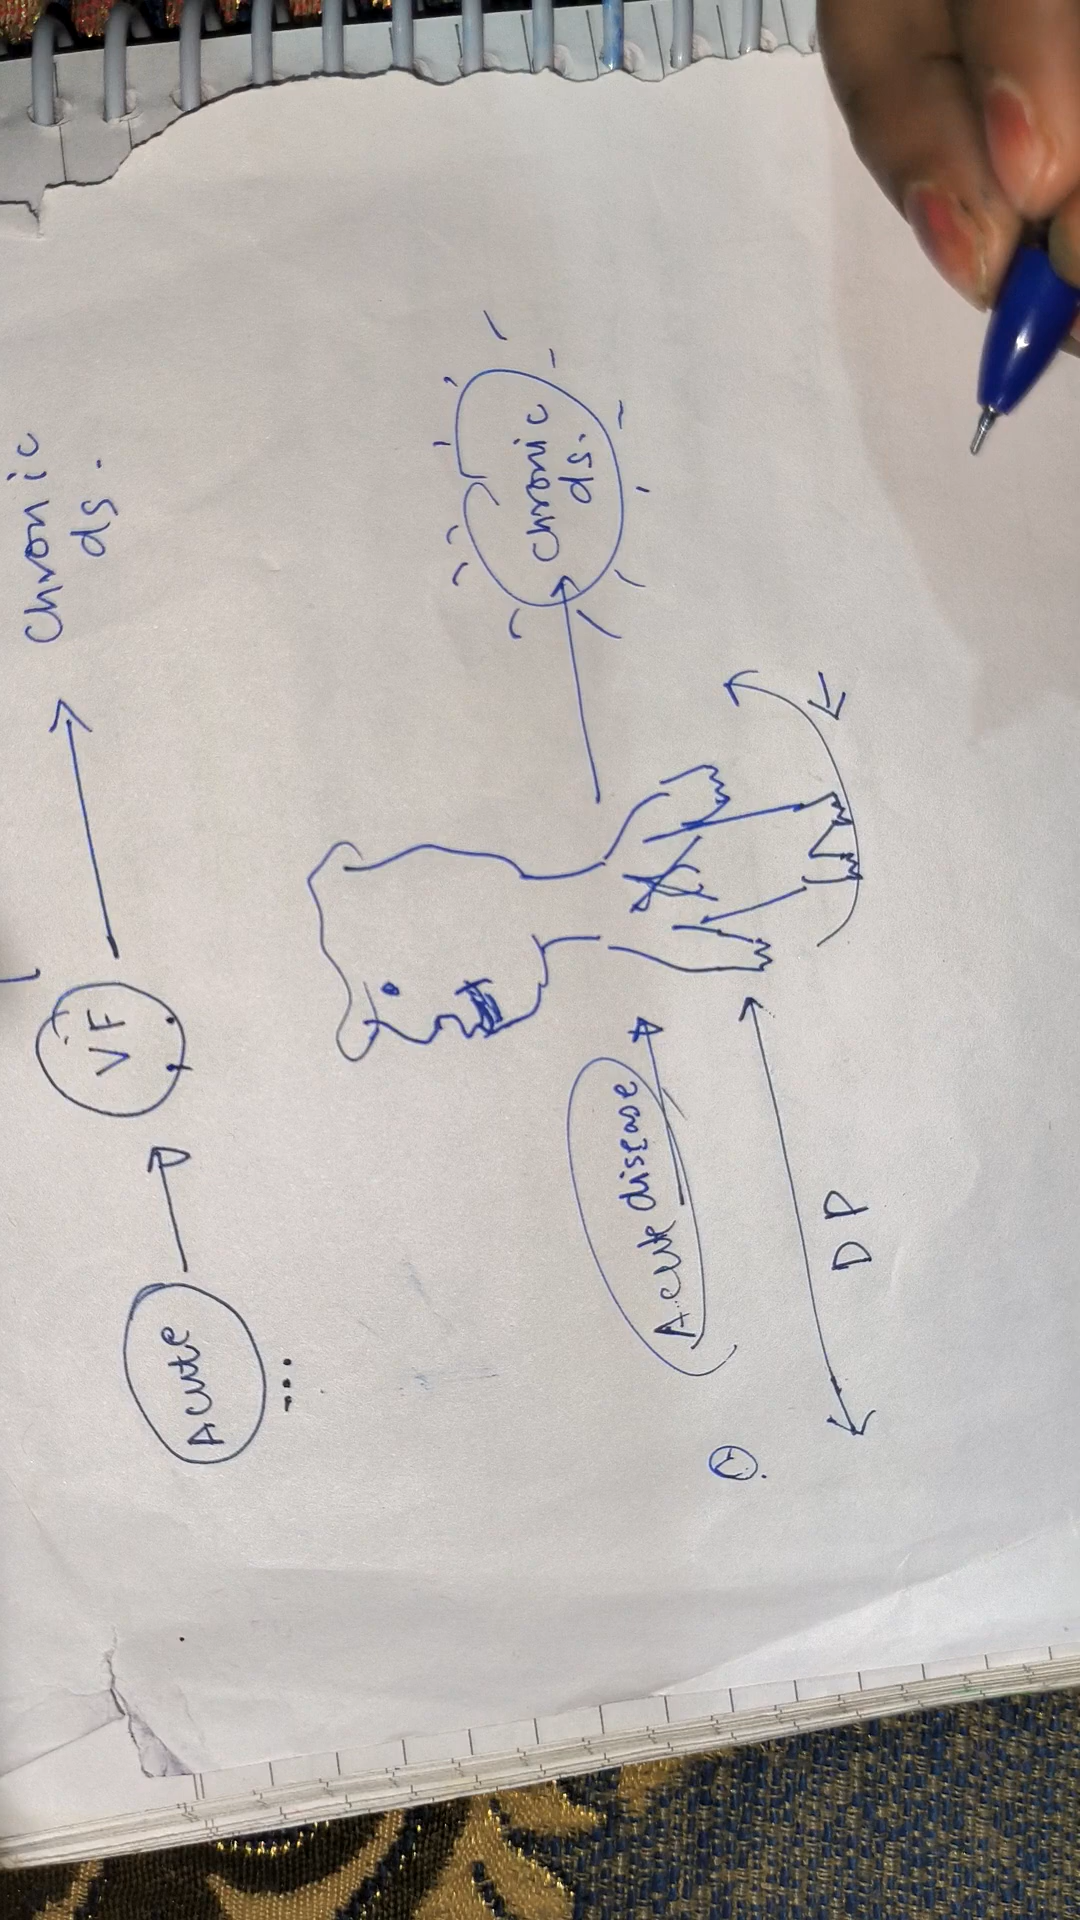 Acute
VF
Chronic
ds.
Acute disease
Chronic
ds.
DP